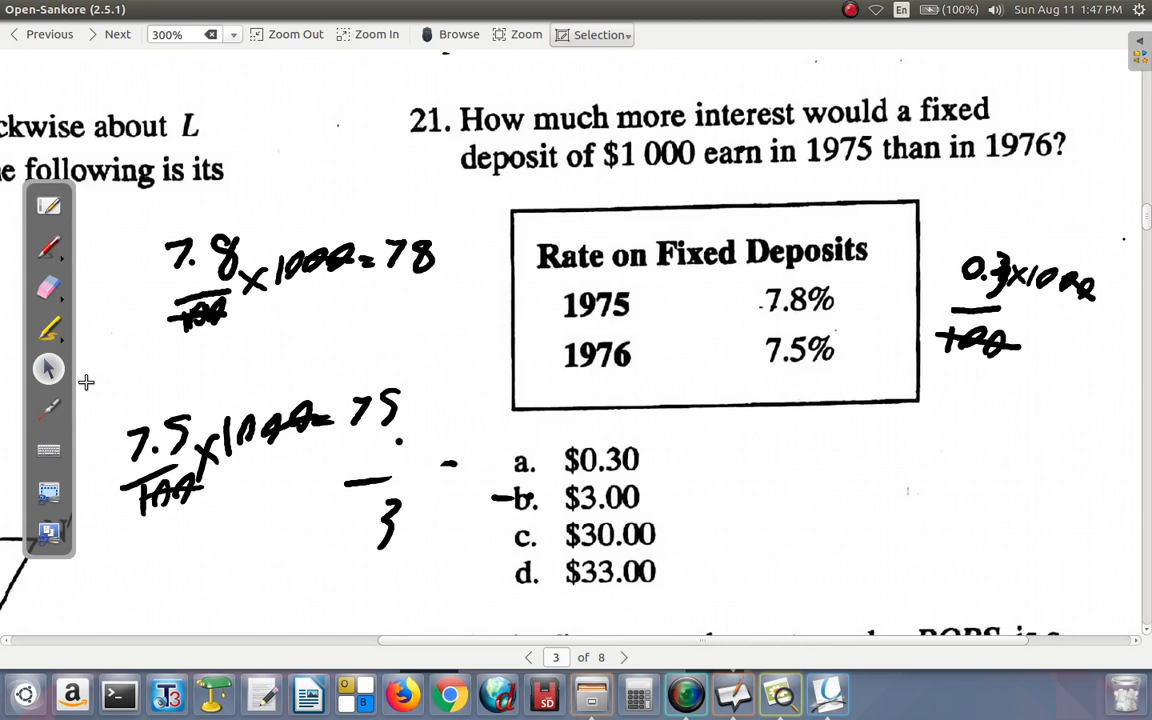 Open-Sankore (2.5.1)
En (100%) Sun Aug 11 1:47 PM
Previous Next 300% Zoom Out Zoom In Browse Zoom Selection
ckwise about L
e following is its
21. How much more interest would a fixed
deposit of $1 000 earn in 1975 than in 1976?
Rate on Fixed Deposits
1975 7.8%
1976 7.5%
a. $0.30
b. $3.00
c. $30.00
d. $33.00
7.8
100
× 1000 = 78
7.5
100
× 1000 = 75
3
0.3 × 1000
100
3 of 8